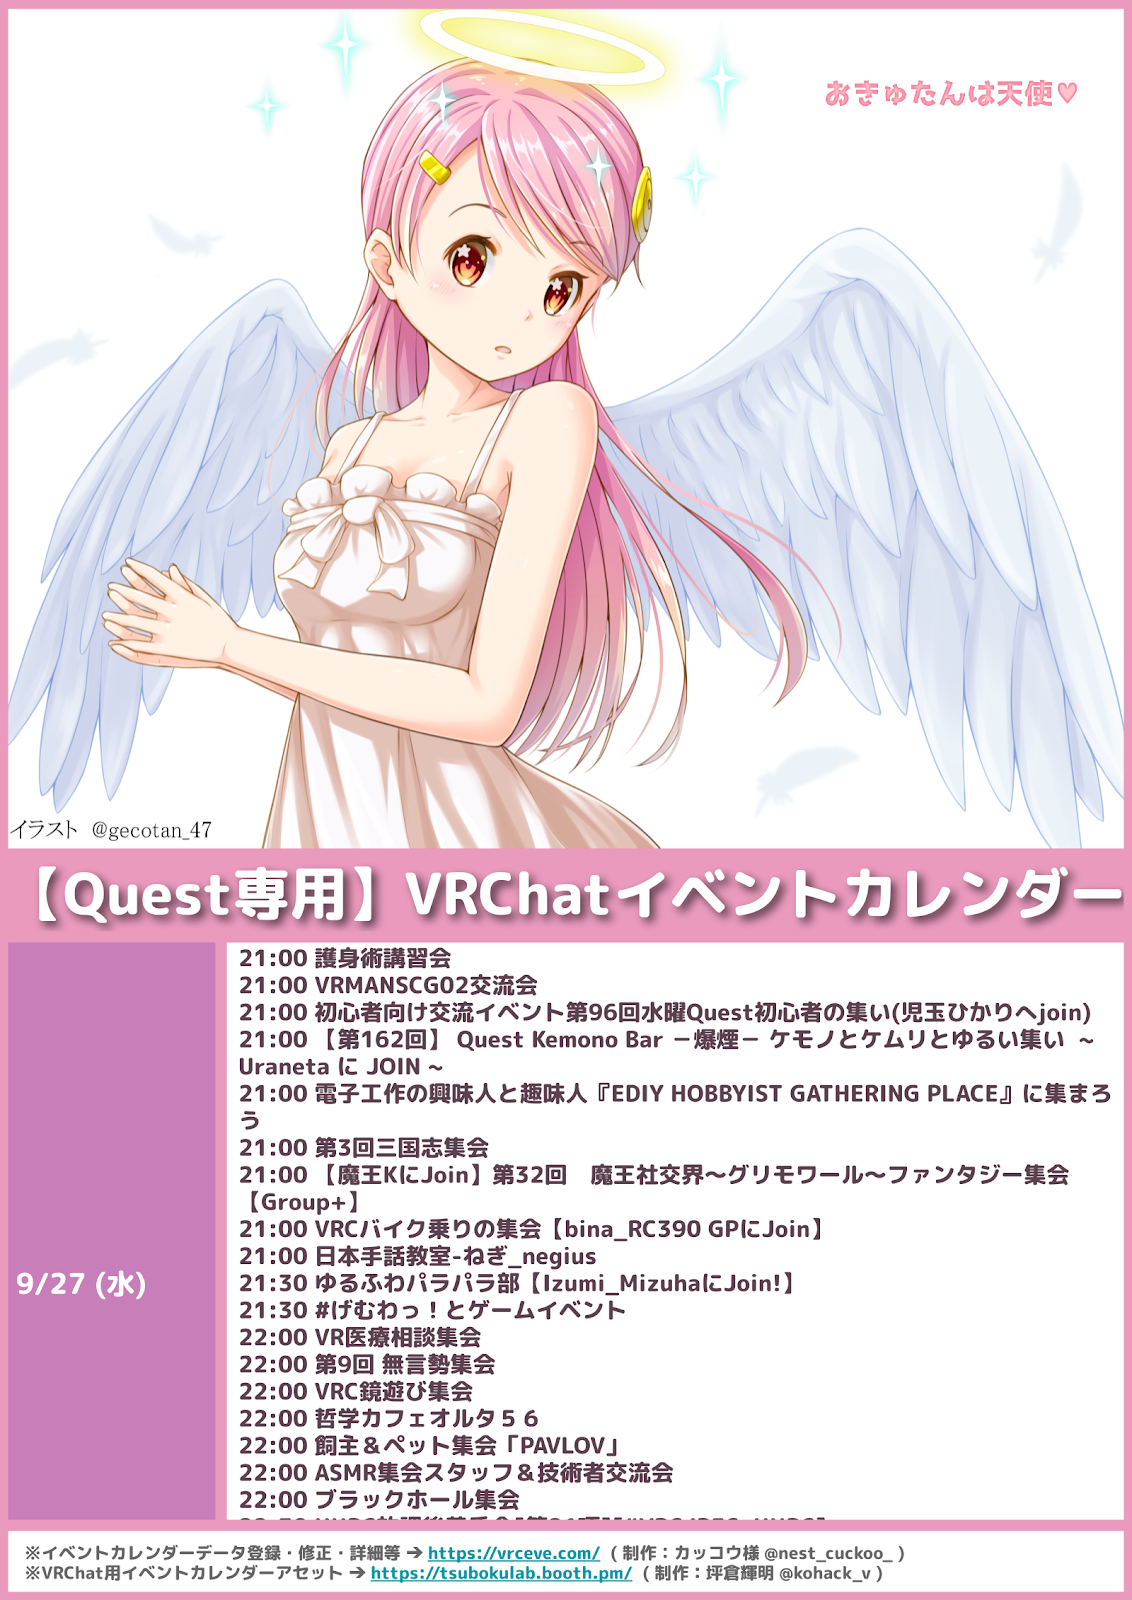 おきゅたんは天使♥
イラスト @gecotan_47
【Quest専用】VRChatイベントカレンダー
9/27 (水)
21:00 護身術講習会
21:00 VRMANSCG02交流会
21:00 初心者向け交流イベント第96回水曜Quest初心者の集い(児玉ひかりへjoin)
21:00 【第162回】 Quest Kemono Bar －爆煙－ ケモノとケムリとゆるい集い ~
Uraneta に JOIN ~
21:00 電子工作の興味人と趣味人『EDIY HOBBYIST GATHERING PLACE』に集まろ
う
21:00 第3回三国志集会
21:00 【魔王KにJoin】第32回　魔王社交界～グリモワール～ファンタジー集会
【Group+】
21:00 VRCバイク乗りの集会【bina_RC390 GPにJoin】
21:00 日本手話教室-ねぎ_negius
21:30 ゆるふわパラパラ部【Izumi_MizuhaにJoin!】
21:30 #げむわっ！とゲームイベント
22:00 VR医療相談集会
22:00 第9回 無言勢集会
22:00 VRC鏡遊び集会
22:00 哲学カフェオルタ５６
22:00 飼主＆ペット集会「PAVLOV」
22:00 ASMR集会スタッフ＆技術者交流会
22:00 ブラックホール集会
※イベントカレンダーデータ登録・修正・詳細等 ➔ https://vrceve.com/ ( 制作：カッコウ様 @nest_cuckoo_ )
※VRChat用イベントカレンダーアセット ➔ https://tsubokulab.booth.pm/ ( 制作：坪倉輝明 @kohack_v )